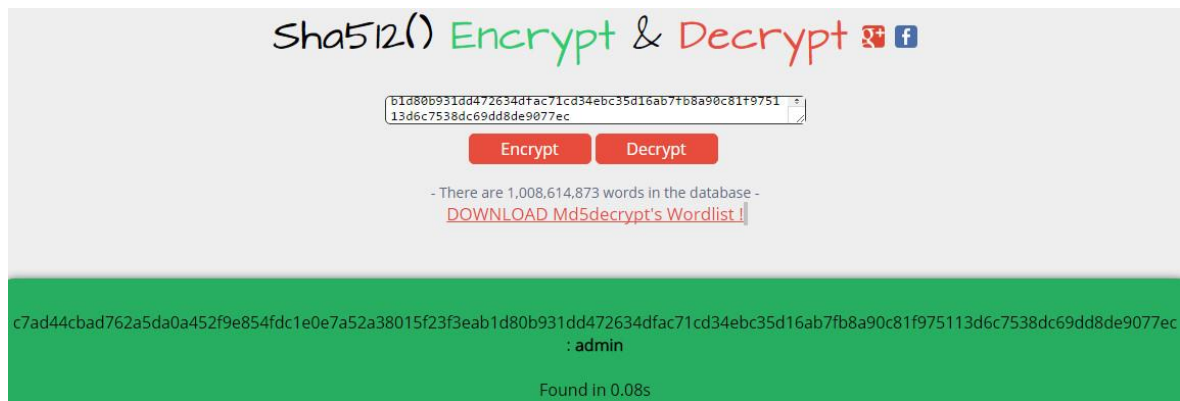 Sha512() Encrypt & Decrypt
b1d80b931dd472634dfac71cd34ebc35d16ab7fb8a90c81f9751
13d6c7538dc69dd8de9077ec
Encrypt Decrypt
- There are 1,008,614,873 words in the database -
DOWNLOAD Md5decrypt's Wordlist !
c7ad44cbad762a5da0a452f9e854fdc1e0e7a52a38015f23f3eab1d80b931dd472634dfac71cd34ebc35d16ab7fb8a90c81f975113d6c7538dc69dd8de9077ec
: admin
Found in 0.08s